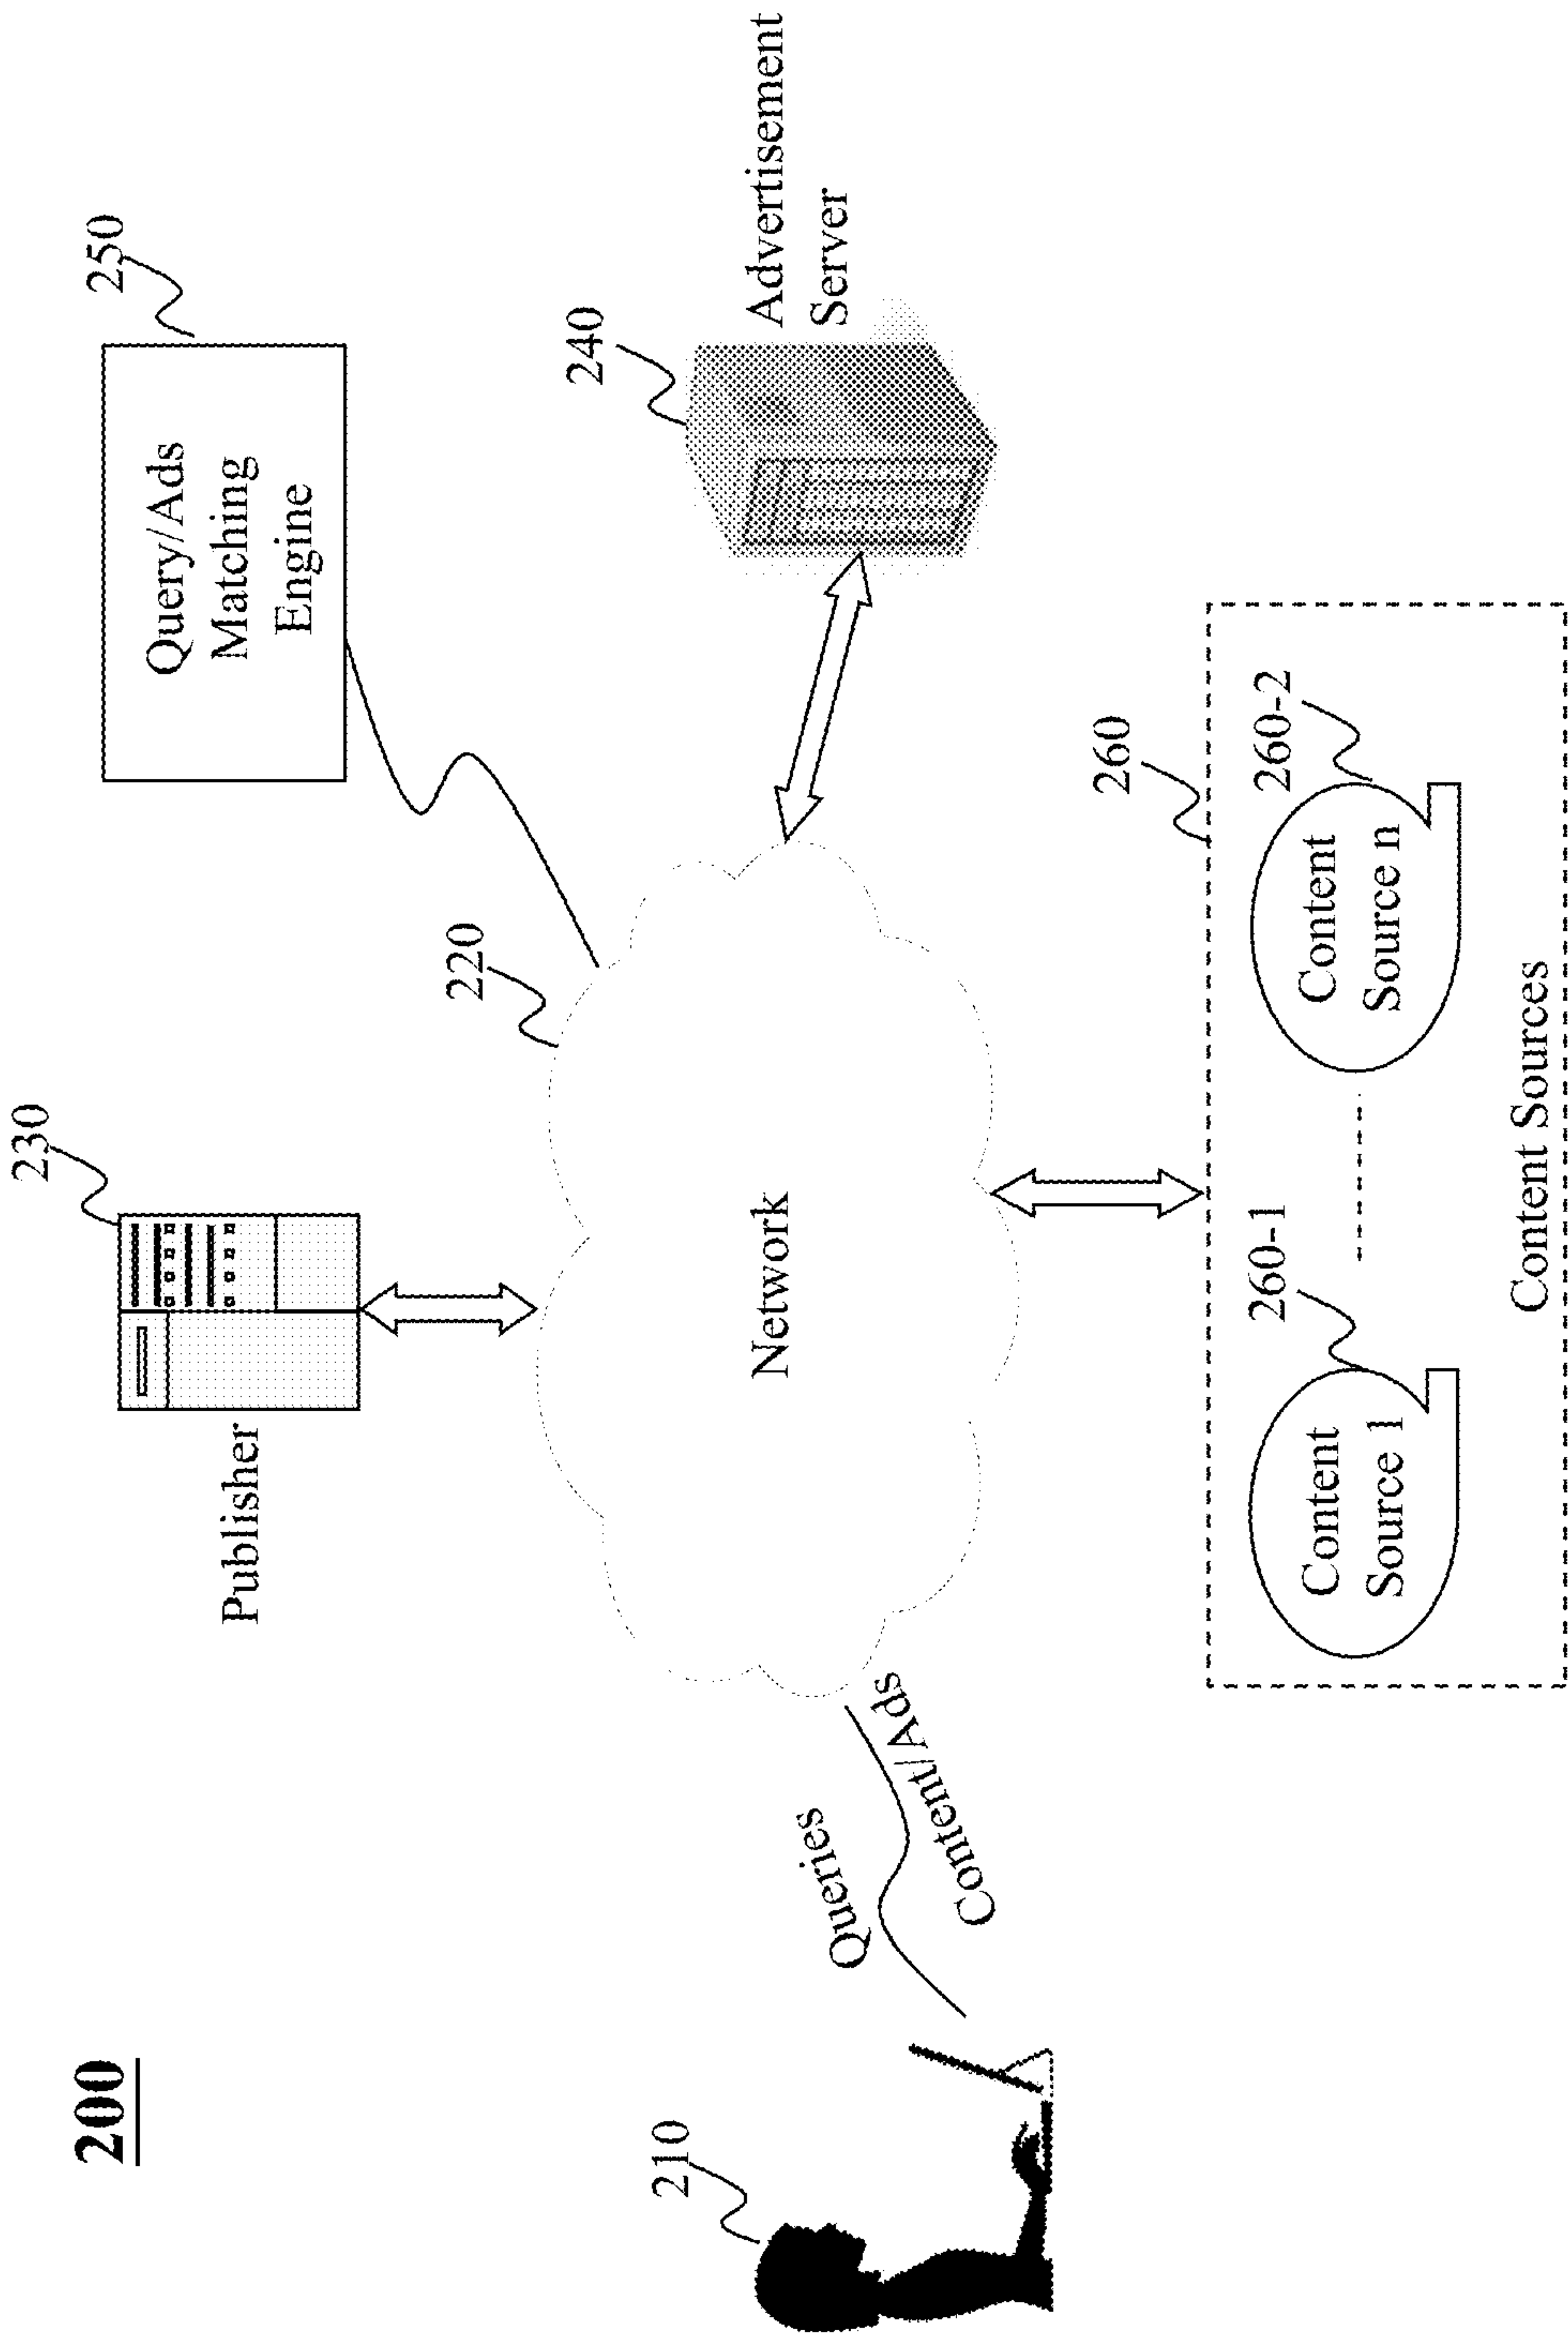 200
230
Publisher
250
Query/Ads
Matching
Engine
220
Network
240
Advertisement
Server
210
Queries
Content/Ads
260
260-1
Content
Source 1
260-2
Content
Source n
Content Sources